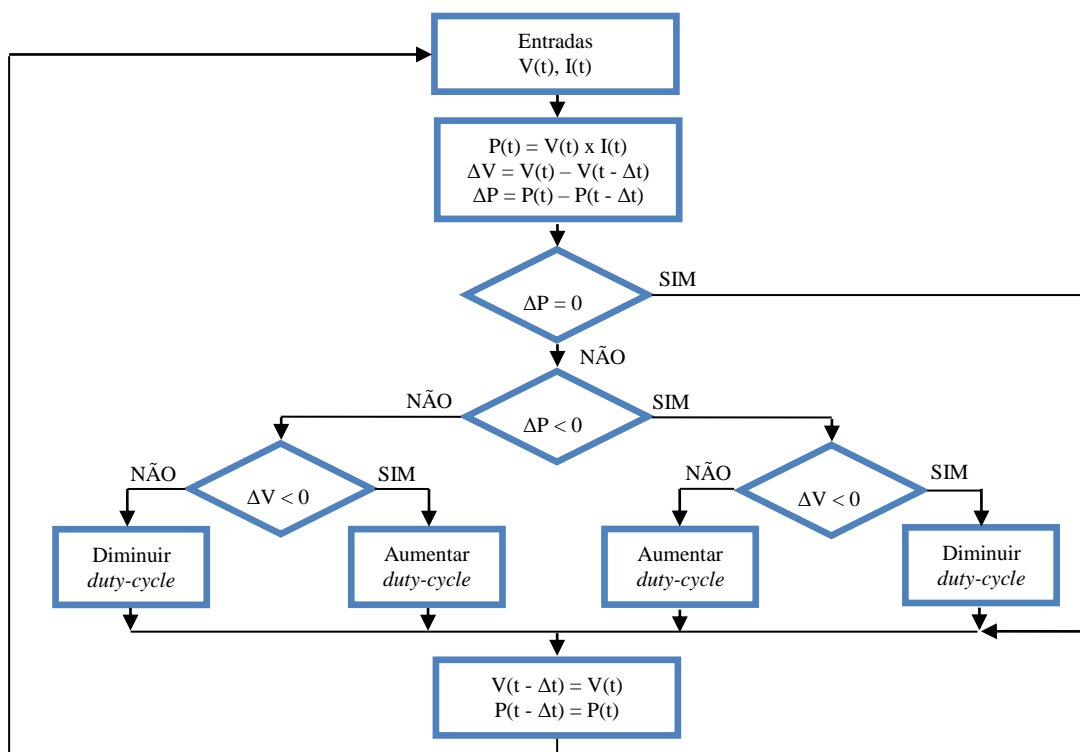 Entradas
V(t), I(t)
P(t) = V(t) x I(t)
ΔV = V(t) – V(t - Δt)
ΔP = P(t) – P(t - Δt)
SIM
ΔP = 0
NÃO
NÃO
SIM
ΔP < 0
NÃO
SIM
ΔV < 0
NÃO
SIM
ΔV < 0
Diminuir
duty-cycle
Aumentar
duty-cycle
Aumentar
duty-cycle
Diminuir
duty-cycle
V(t - Δt) = V(t)
P(t - Δt) = P(t)